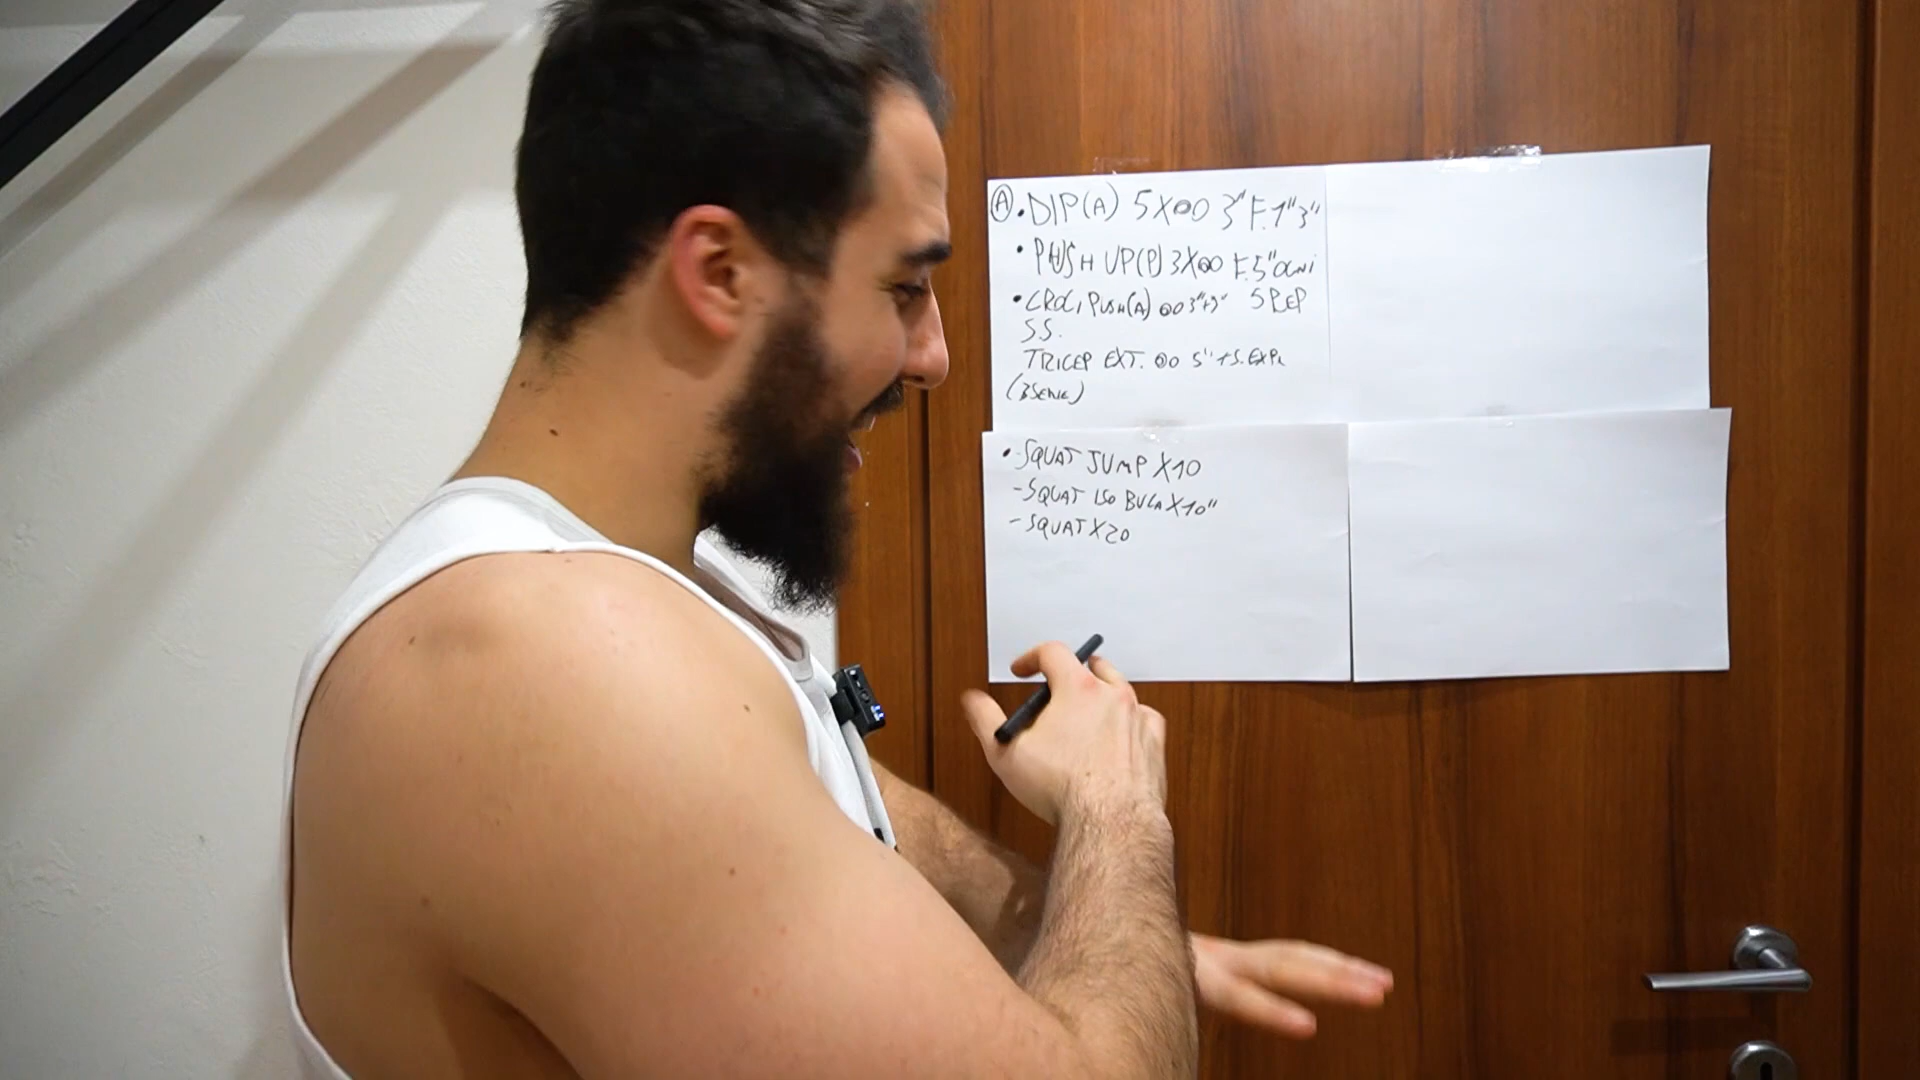 Ⓐ • DIP(A) 5X∞ 3" F.1" 3"
• PUSH UP(P) 3X∞ F.5" OGNI
5 REP
• CROCI PUSH(A) ∞ 3"+3"
S.S.
TRICEP EXT. ∞ 5"+S.EXPL
(3 SERIE)
• -SQUAT JUMP X10
-SQUAT ISO BULG X10"
-SQUAT X20